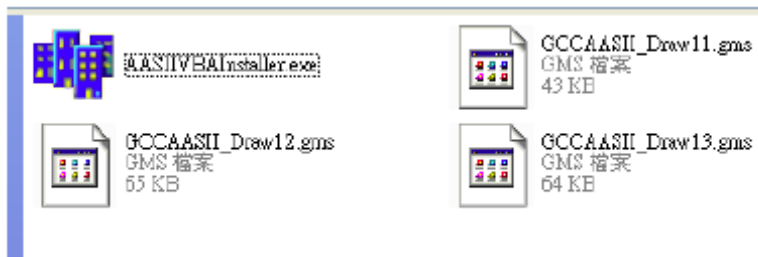 AASIIVBAInstaller.exe
GCCAASII_Draw11.gms
GMS 檔案
43 KB
GCCAASII_Draw12.gms
GMS 檔案
65 KB
GCCAASII_Draw13.gms
GMS 檔案
64 KB